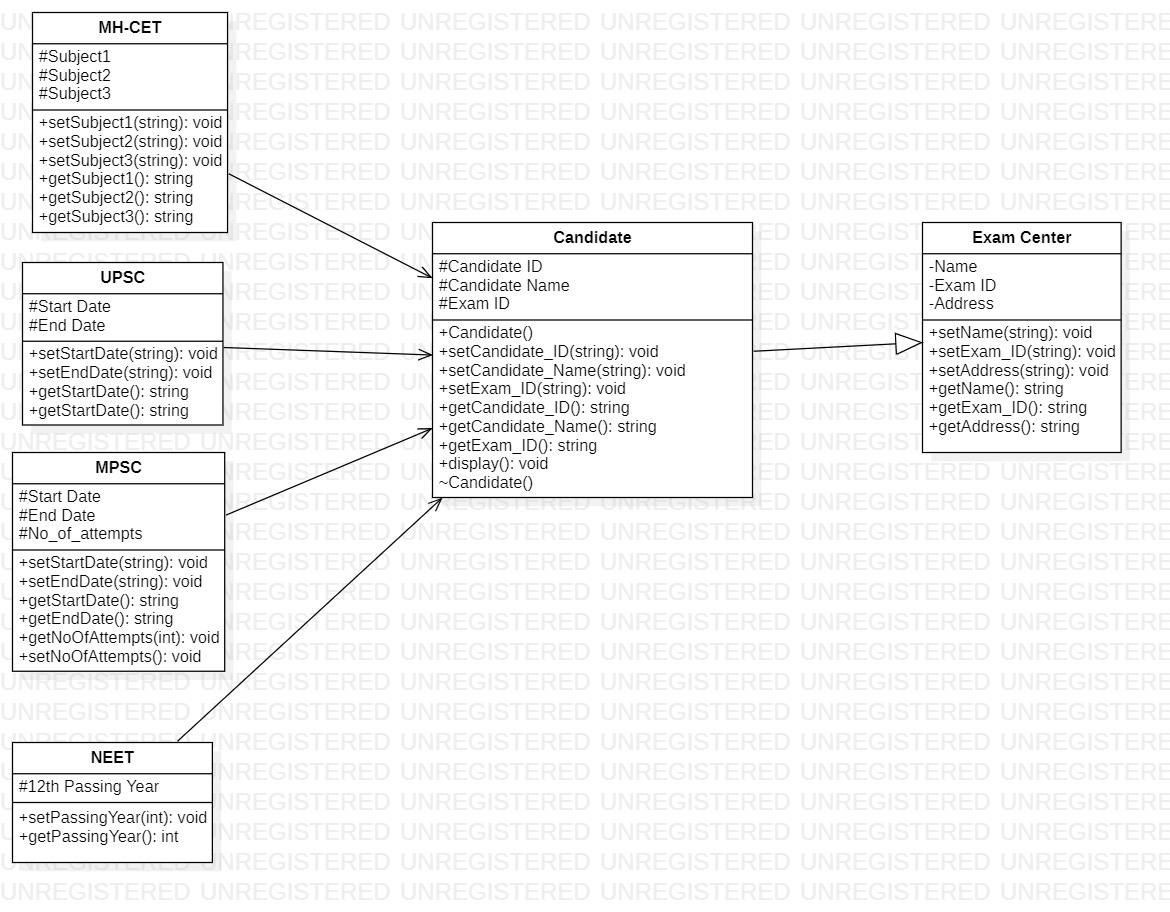 MH-CET
#Subject1
#Subject2
#Subject3
+setSubject1(string): void
+setSubject2(string): void
+setSubject3(string): void
+getSubject1(): string
+getSubject2(): string
+getSubject3(): string
UPSC
#Start Date
#End Date
+setStartDate(string): void
+setEndDate(string): void
+getStartDate(): string
+getStartDate(): string
MPSC
#Start Date
#End Date
#No_of_attempts
+setStartDate(string): void
+setEndDate(string): void
+getStartDate(): string
+getEndDate(): string
+getNoOfAttempts(int): void
+setNoOfAttempts(): void
NEET
#12th Passing Year
+setPassingYear(int): void
+getPassingYear(): int
Candidate
#Candidate ID
#Candidate Name
#Exam ID
+Candidate()
+setCandidate_ID(string): void
+setCandidate_Name(string): void
+setExam_ID(string): void
+getCandidate_ID(): string
+getCandidate_Name(): string
+getExam_ID(): string
+display(): void
~Candidate()
Exam Center
-Name
-Exam ID
-Address
+setName(string): void
+setExam_ID(string): void
+setAddress(string): void
+getName(): string
+getExam_ID(): string
+getAddress(): string
UNREGISTERED